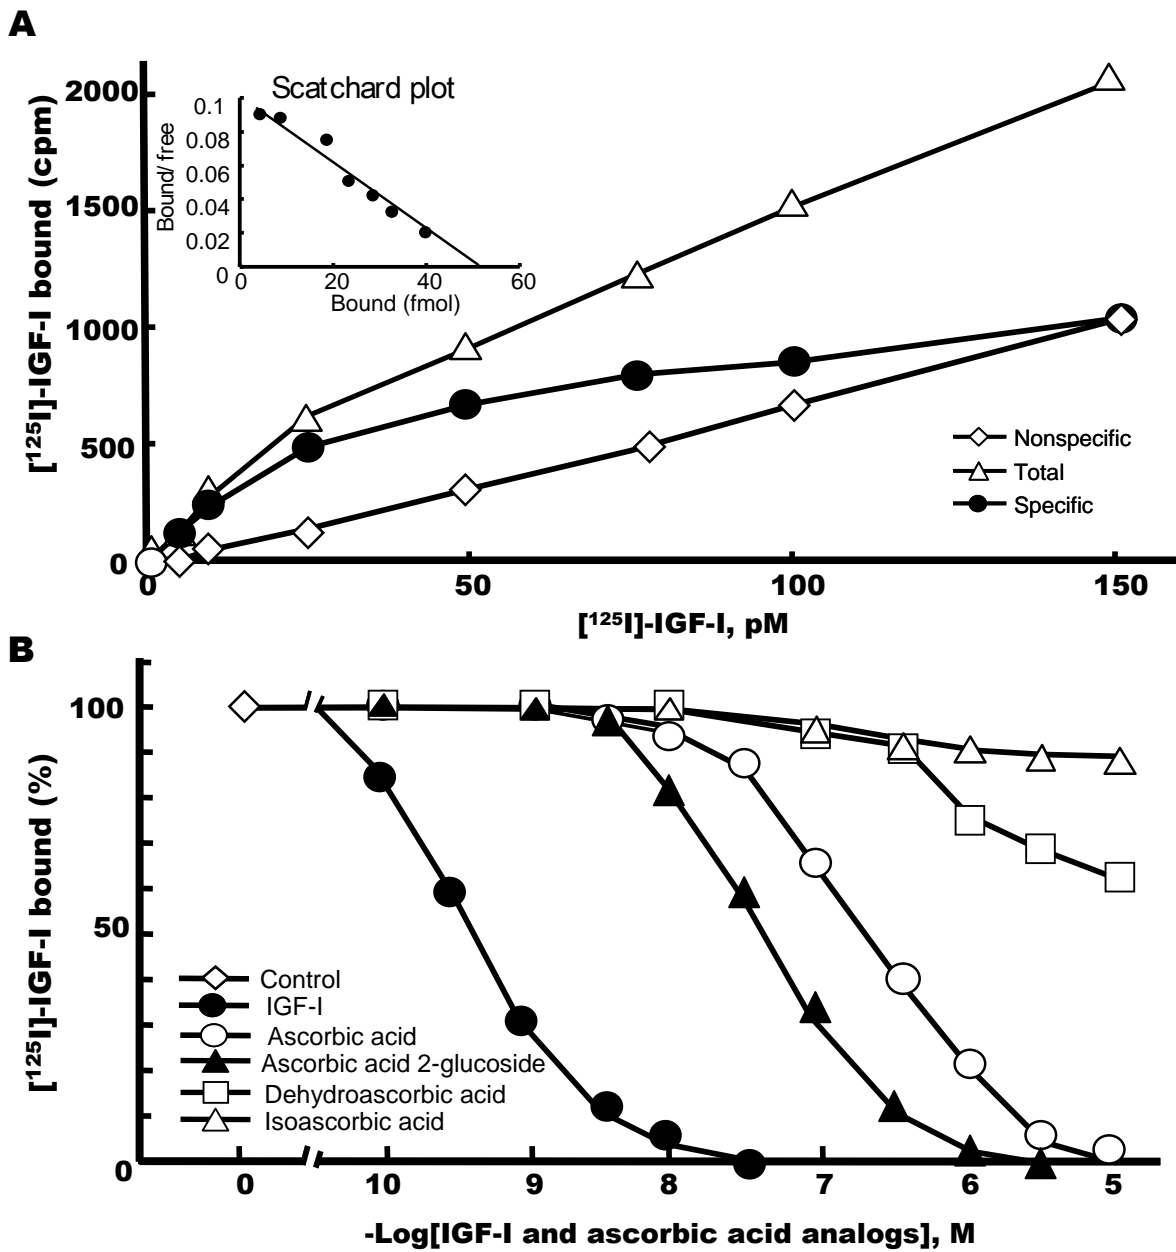 A
Scatchard plot
[¹²⁵I]-IGF-I bound (cpm)
2000
1500
1000
500
0
Bound/free
0.1
0.08
0.06
0.04
0.02
0
0 20 40 60
Bound (fmol)
Nonspecific
Total
Specific
0 50 100 150
[¹²⁵I]-IGF-I, pM
B
[¹²⁵I]-IGF-I bound (%)
100
50
0
Control
IGF-I
Ascorbic acid
Ascorbic acid 2-glucoside
Dehydroascorbic acid
Isoascorbic acid
0 10 9 8 7 6 5
-Log[IGF-I and ascorbic acid analogs], M